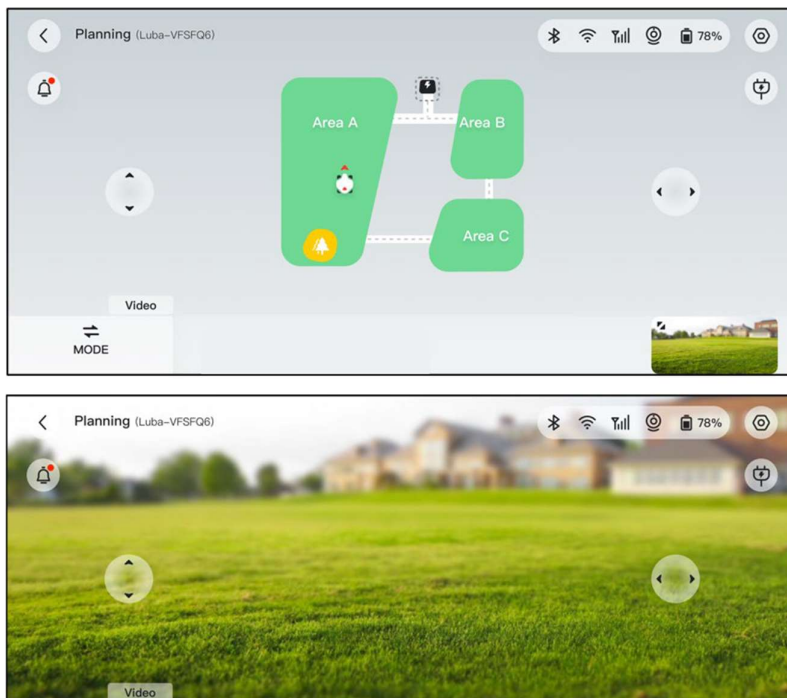 Planning (Luba-VFSFQ6)
78%
Area A
Area B
Area C
Video
MODE
Planning (Luba-VFSFQ6)
78%
Video